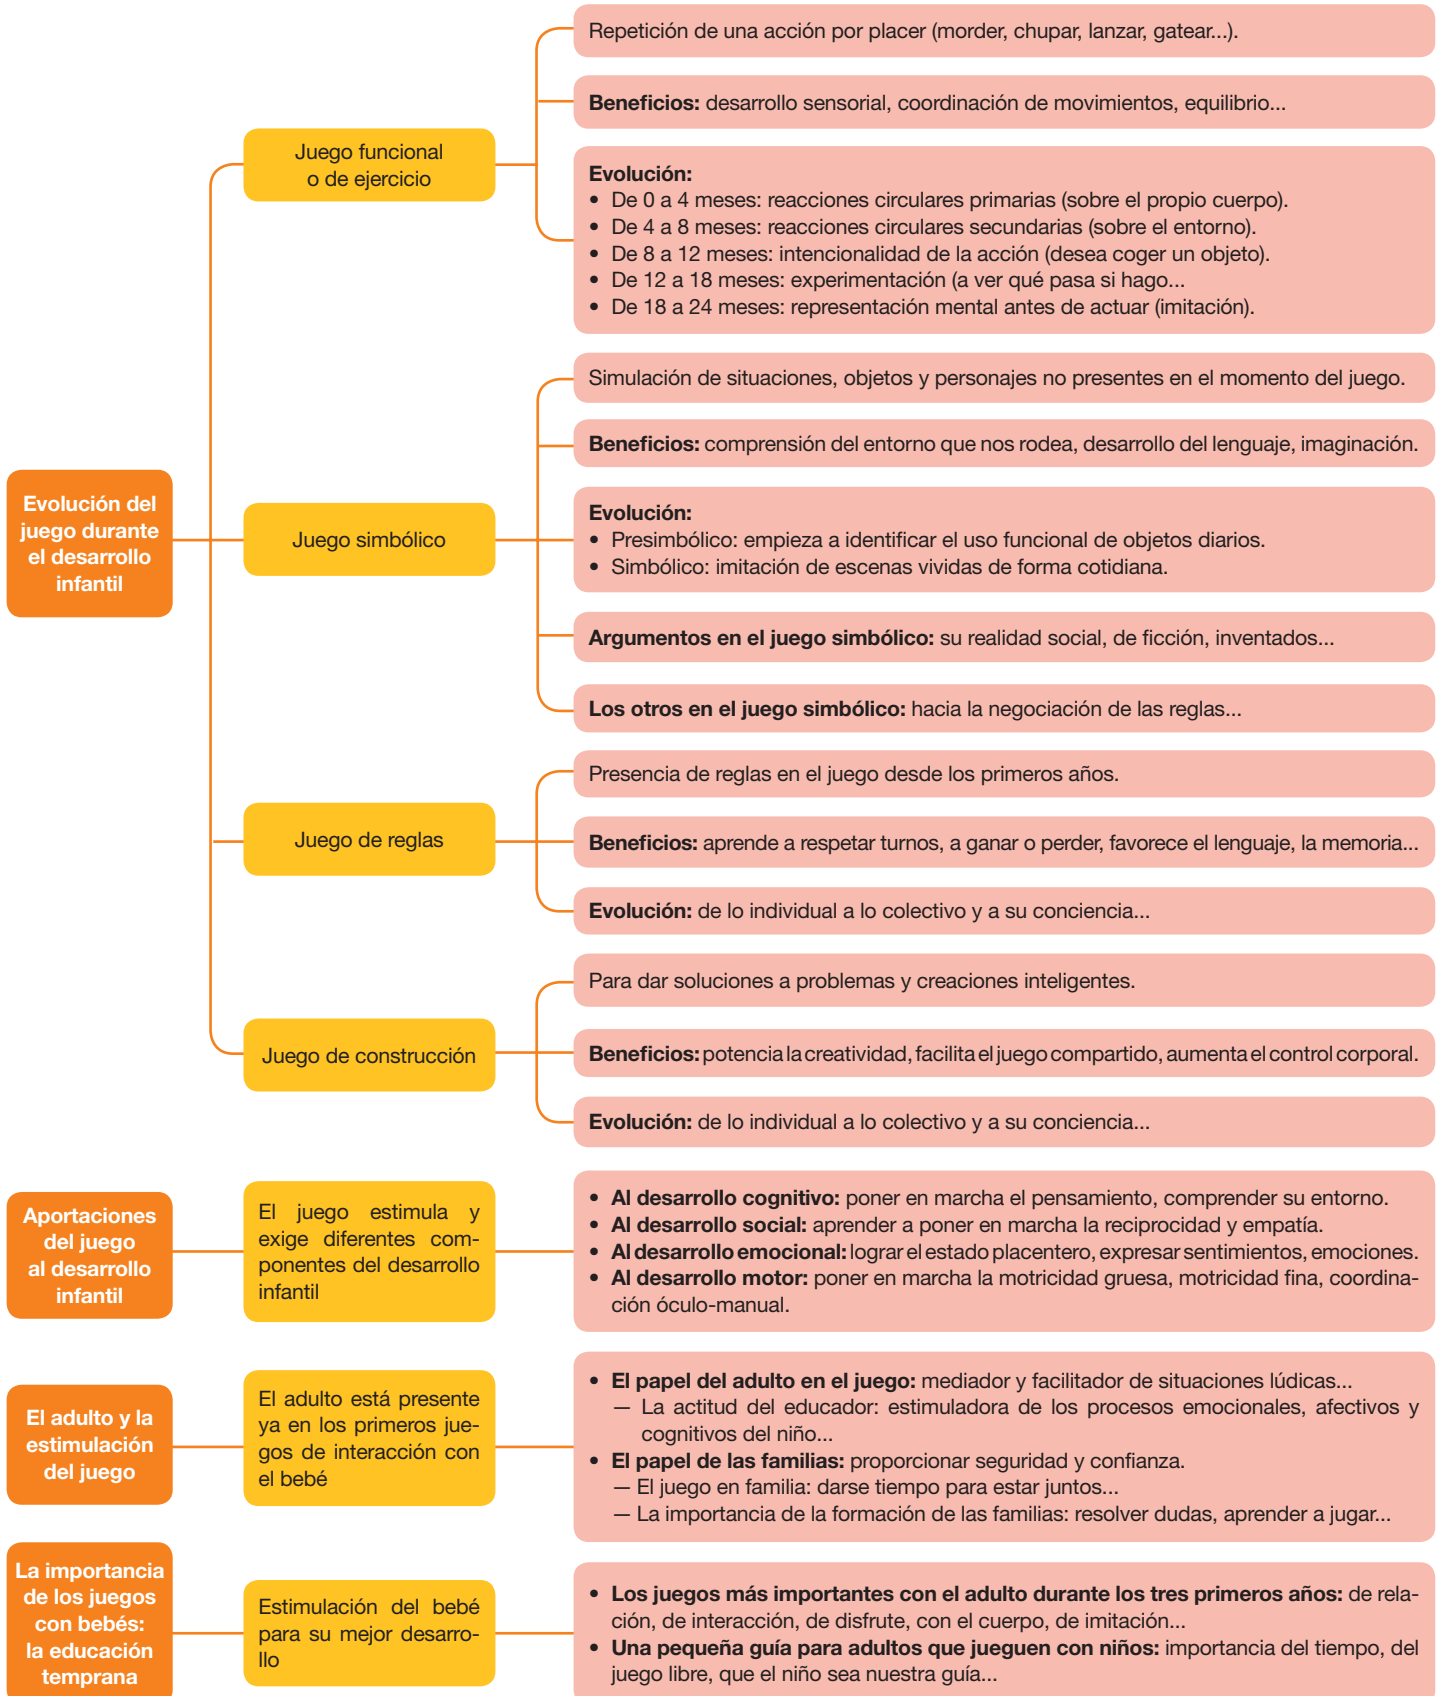 Evolución del
juego durante
el desarrollo
infantil
Juego funcional
o de ejercicio
Repetición de una acción por placer (morder, chupar, lanzar, gatear...).
Beneficios: desarrollo sensorial, coordinación de movimientos, equilibrio...
Evolución:
• De 0 a 4 meses: reacciones circulares primarias (sobre el propio cuerpo).
• De 4 a 8 meses: reacciones circulares secundarias (sobre el entorno).
• De 8 a 12 meses: intencionalidad de la acción (desea coger un objeto).
• De 12 a 18 meses: experimentación (a ver qué pasa si hago...
• De 18 a 24 meses: representación mental antes de actuar (imitación).
Juego simbólico
Simulación de situaciones, objetos y personajes no presentes en el momento del juego.
Beneficios: comprensión del entorno que nos rodea, desarrollo del lenguaje, imaginación.
Evolución:
• Presimbólico: empieza a identificar el uso funcional de objetos diarios.
• Simbólico: imitación de escenas vividas de forma cotidiana.
Argumentos en el juego simbólico: su realidad social, de ficción, inventados...
Los otros en el juego simbólico: hacia la negociación de las reglas...
Juego de reglas
Presencia de reglas en el juego desde los primeros años.
Beneficios: aprende a respetar turnos, a ganar o perder, favorece el lenguaje, la memoria...
Evolución: de lo individual a lo colectivo y a su conciencia...
Juego de construcción
Para dar soluciones a problemas y creaciones inteligentes.
Beneficios: potencia la creatividad, facilita el juego compartido, aumenta el control corporal.
Evolución: de lo individual a lo colectivo y a su conciencia...
Aportaciones
del juego
al desarrollo
infantil
El juego estimula y
exige diferentes com-
ponentes del desarrollo
infantil
• Al desarrollo cognitivo: poner en marcha el pensamiento, comprender su entorno.
• Al desarrollo social: aprender a poner en marcha la reciprocidad y empatía.
• Al desarrollo emocional: lograr el estado placentero, expresar sentimientos, emociones.
• Al desarrollo motor: poner en marcha la motricidad gruesa, motricidad fina, coordina-
ción óculo-manual.
El adulto y la
estimulación
del juego
El adulto está presente
ya en los primeros jue-
gos de interacción con
el bebé
• El papel del adulto en el juego: mediador y facilitador de situaciones lúdicas...
— La actitud del educador: estimuladora de los procesos emocionales, afectivos y
cognitivos del niño...
• El papel de las familias: proporcionar seguridad y confianza.
— El juego en familia: darse tiempo para estar juntos...
— La importancia de la formación de las familias: resolver dudas, aprender a jugar...
La importancia
de los juegos
con bebés:
la educación
temprana
Estimulación del bebé
para su mejor desarro-
llo
• Los juegos más importantes con el adulto durante los tres primeros años: de rela-
ción, de interacción, de disfrute, con el cuerpo, de imitación...
• Una pequeña guía para adultos que jueguen con niños: importancia del tiempo, del
juego libre, que el niño sea nuestra guía...